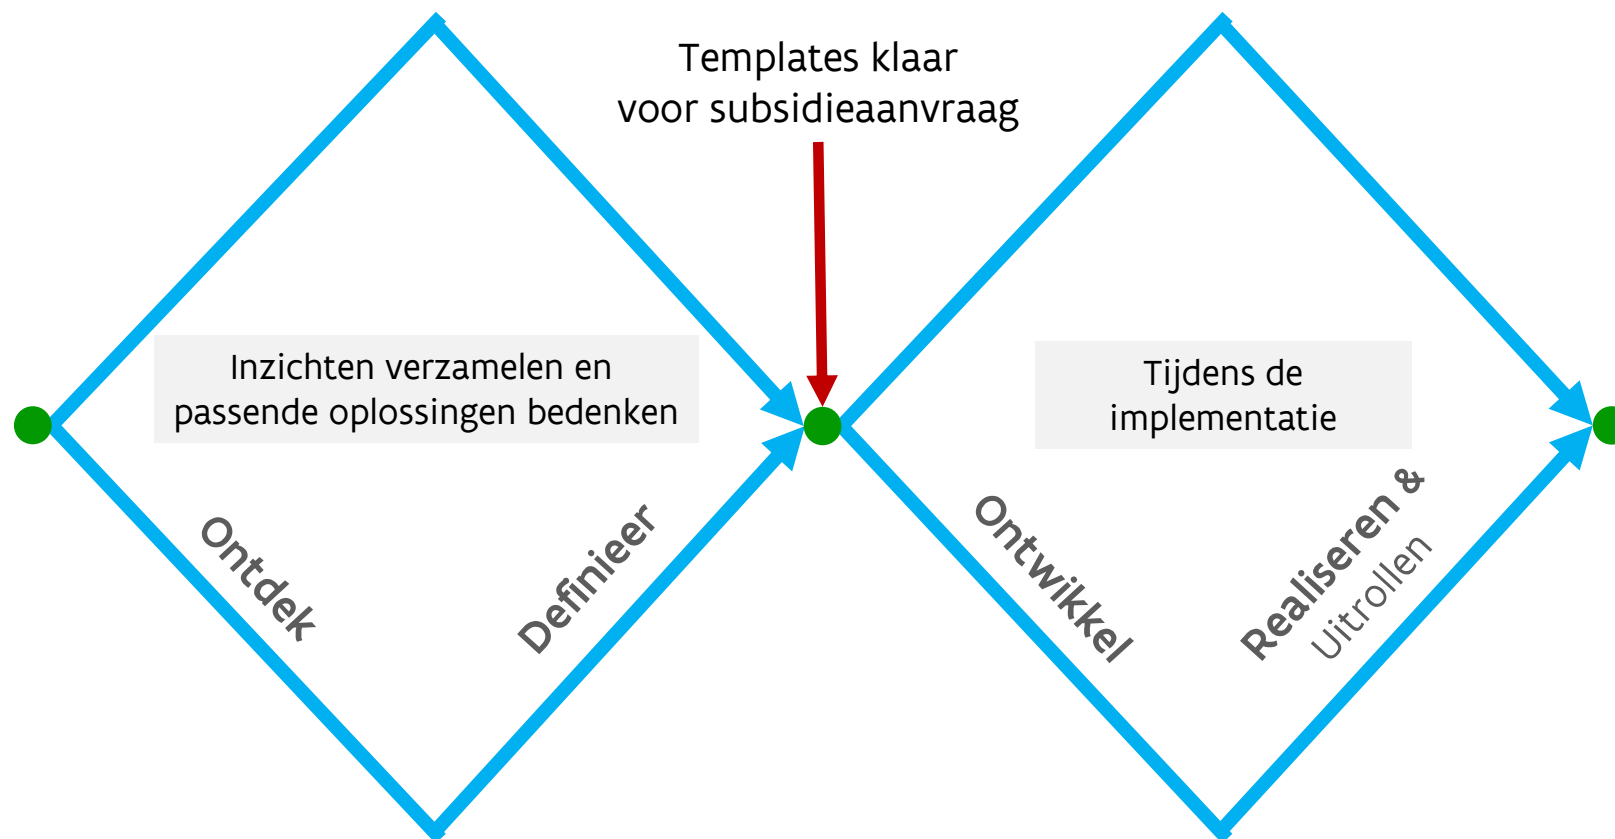 Templates klaar
voor subsidieaanvraag
Inzichten verzamelen en
passende oplossingen bedenken
Tijdens de
implementatie
Ontdek
Definieer
Ontwikkel
Realiseren &
Uitrollen